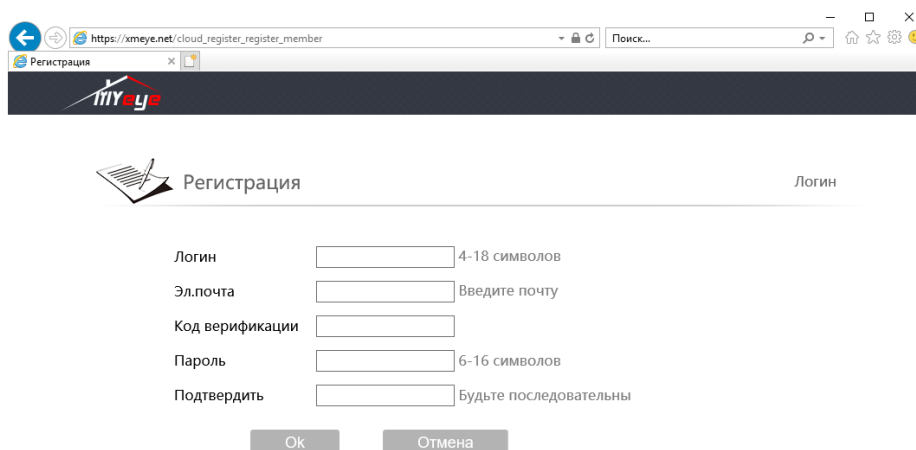 https://xmeye.net/cloud_register_register_member
Поиск...
Регистрация
mYeye
Регистрация
Логин
Логин
4-18 символов
Эл.почта
Введите почту
Код верификации
Пароль
6-16 символов
Подтвердить
Будьте последовательны
Ok
Отмена